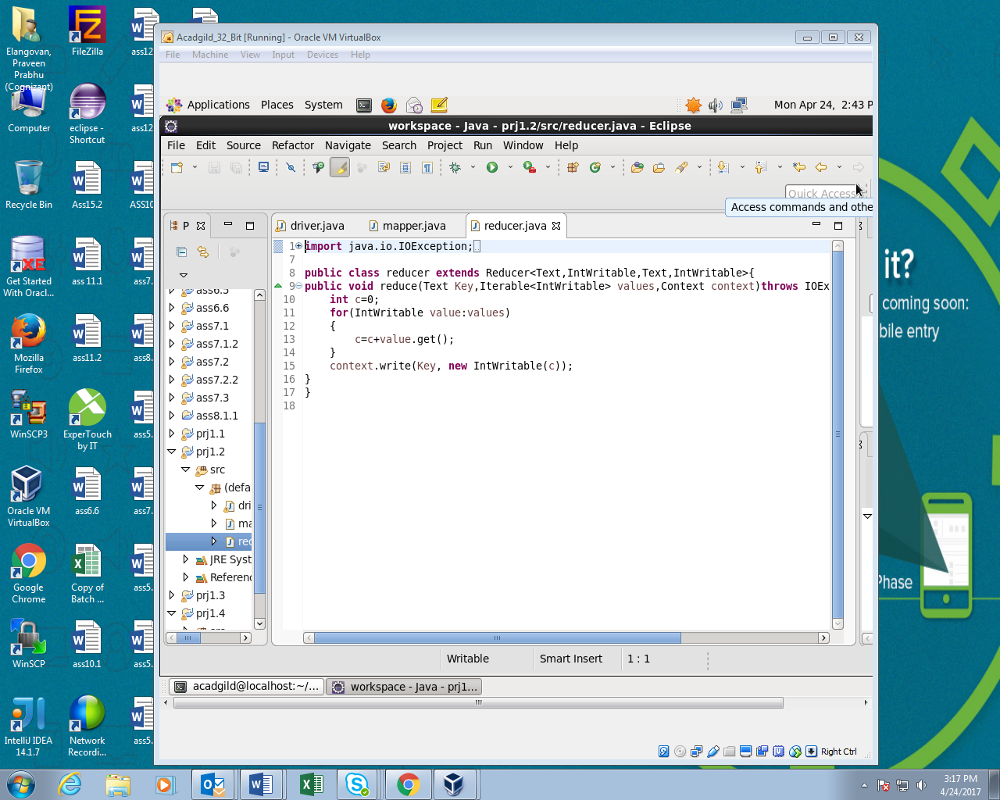 Elangovan,
Praveen
Prabhu
(Cognizant)
FileZilla
ass12
Computer
eclipse -
Shortcut
ass12
Recycle Bin
Ass15.2
ASS10
Get Started
With Oracl...
ass 11.1
ass7.
Mozilla
Firefox
ass11.2
ass8.
WinSCP3
ExperTouch
by IT
ass5.
Oracle VM
VirtualBox
ass6.6
ass7.
Google
Chrome
Copy of
Batch ...
ass5.
WinSCP
ass10.1
ass5.
IntelliJ IDEA
14.1.7
Network
Recordi...
ass5.
Acadgild_32_Bit [Running] - Oracle VM VirtualBox
File Machine View Input Devices Help
Applications Places System
Mon Apr 24, 2:43 P
workspace - Java - prj1.2/src/reducer.java - Eclipse
File Edit Source Refactor Navigate Search Project Run Window Help
Quick Access
Access commands and othe
P
driver.java mapper.java reducer.java
ass6.5
ass6.6
ass7.1
ass7.1.2
ass7.2
ass7.2.2
ass7.3
ass8.1.1
prj1.1
prj1.2
src
(defa
dri
ma
red
JRE Syst
Referenc
prj1.3
prj1.4
1 import java.io.IOException;
7
8 public class reducer extends Reducer<Text,IntWritable,Text,IntWritable>{
9 public void reduce(Text Key,Iterable<IntWritable> values,Context context)throws IOEx
10 int c=0;
11 for(IntWritable value:values)
12 {
13 c=c+value.get();
14 }
15 context.write(Key, new IntWritable(c));
16 }
17 }
18
Writable Smart Insert 1 : 1
acadgild@localhost:~/... workspace - Java - prj1...
Right Ctrl
it?
coming soon:
bile entry
Phase
3:17 PM
4/24/2017